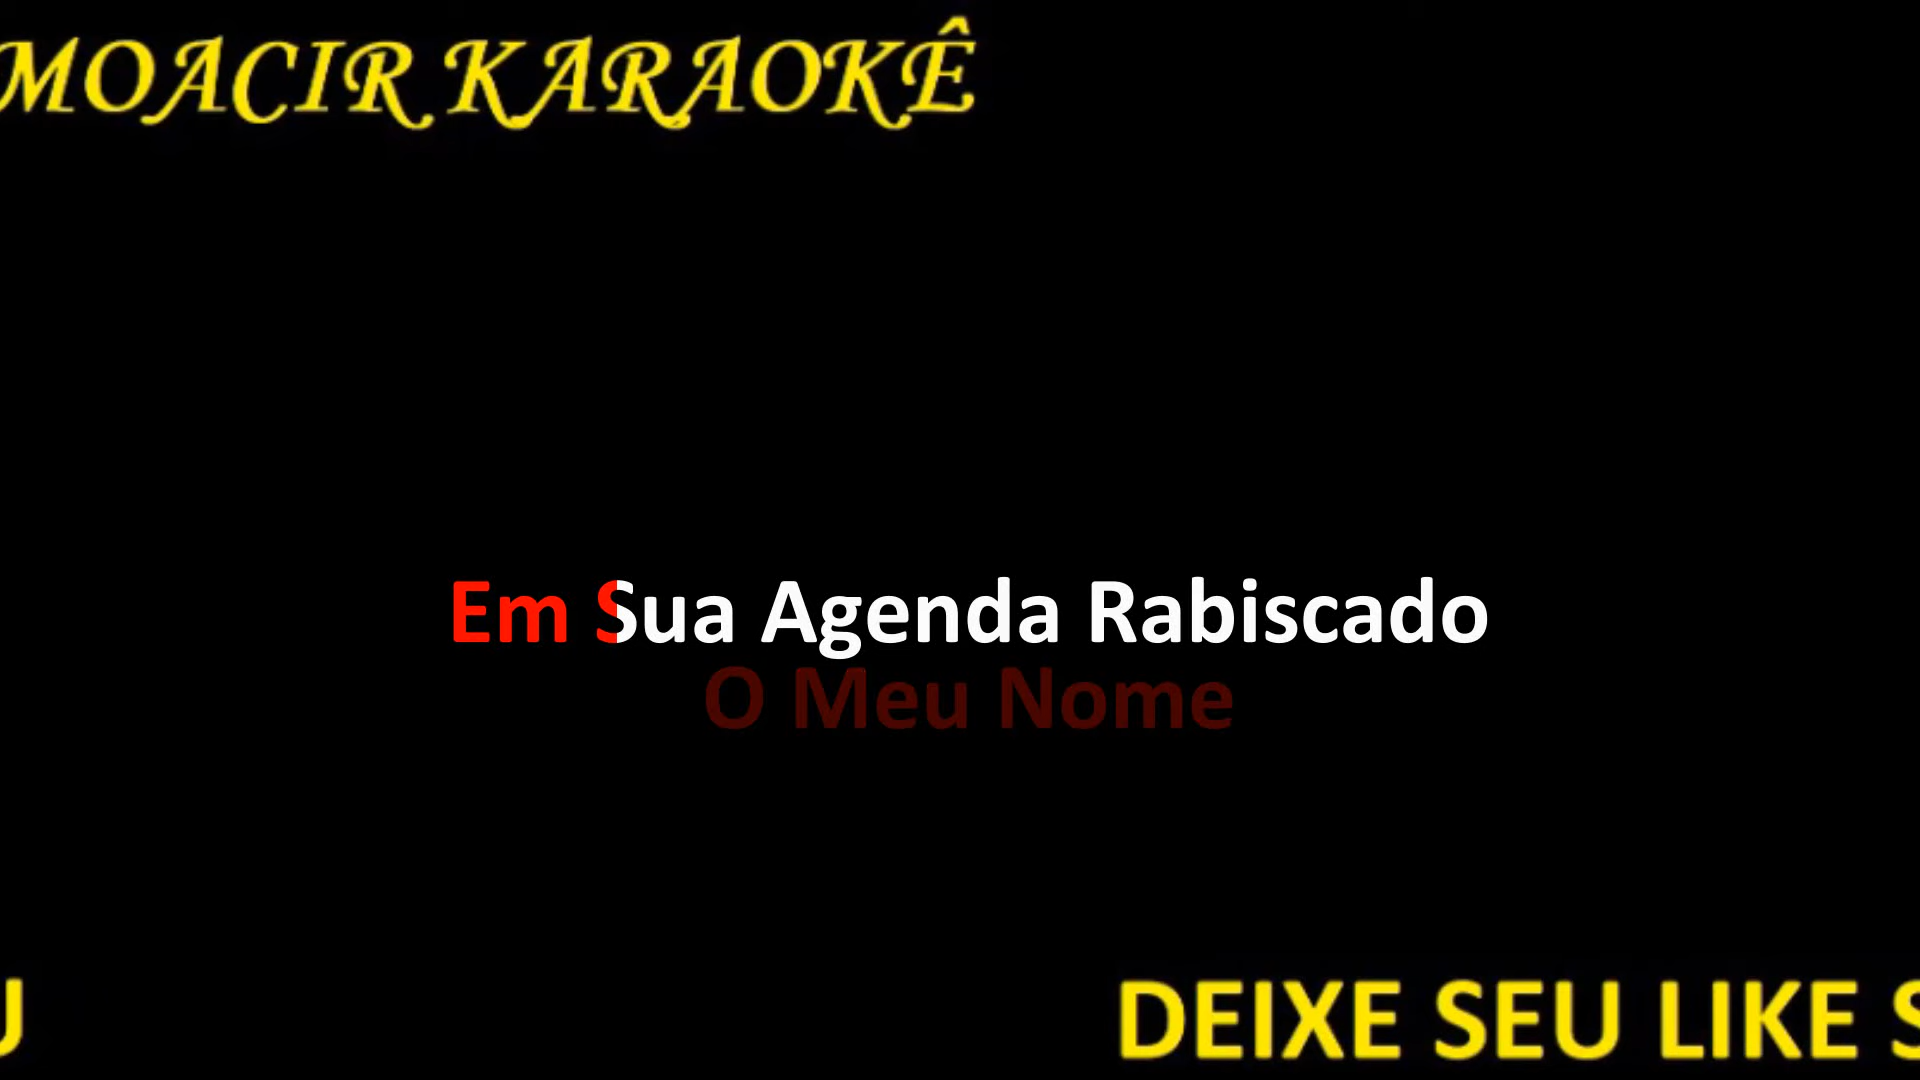 MOACIR KARAOKÊ
Em Sua Agenda Rabiscado
O Meu Nome
U DEIXE SEU LIKE S